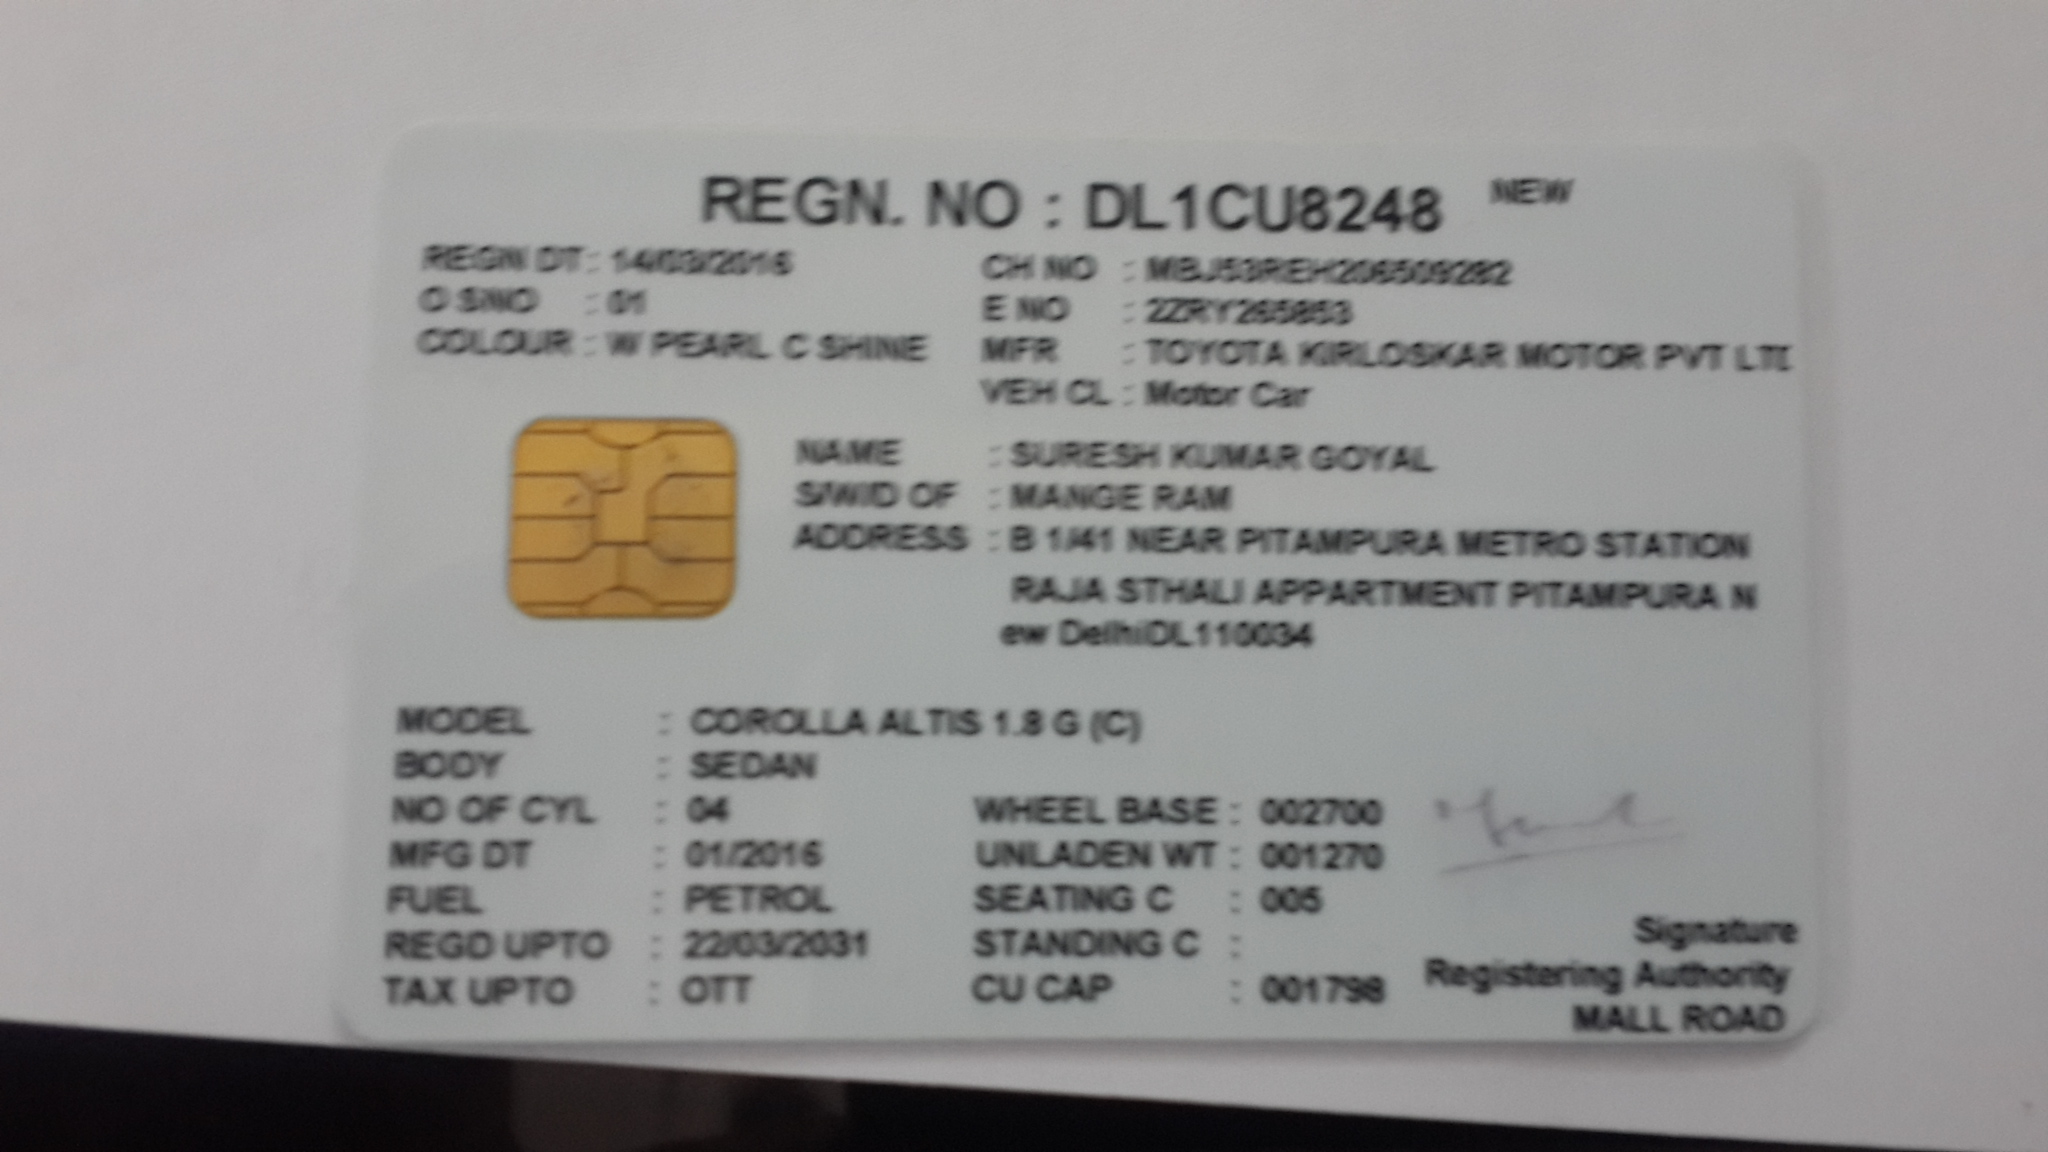 REGN. NO : DL1CU8248 NEW
REGN DT : 14/03/2016 CH NO : MBJ53REH206509282
O SNO : 01 E NO : 2ZRY265853
COLOUR : W PEARL C SHINE MFR : TOYOTA KIRLOSKAR MOTOR PVT LTD
VEH CL : Motor Car
NAME : SURESH KUMAR GOYAL
S/W/D OF : MANGE RAM
ADDRESS : B 1/41 NEAR PITAMPURA METRO STATION
RAJA STHALI APPARTMENT PITAMPURA N
ew DelhiDL110034
MODEL : COROLLA ALTIS 1.8 G (C)
BODY : SEDAN
NO OF CYL : 04 WHEEL BASE : 002700
MFG DT : 01/2016 UNLADEN WT : 001270
FUEL : PETROL SEATING C : 005
REGD UPTO : 22/03/2031 STANDING C :
TAX UPTO : OTT CU CAP : 001798
Signature
Registering Authority
MALL ROAD